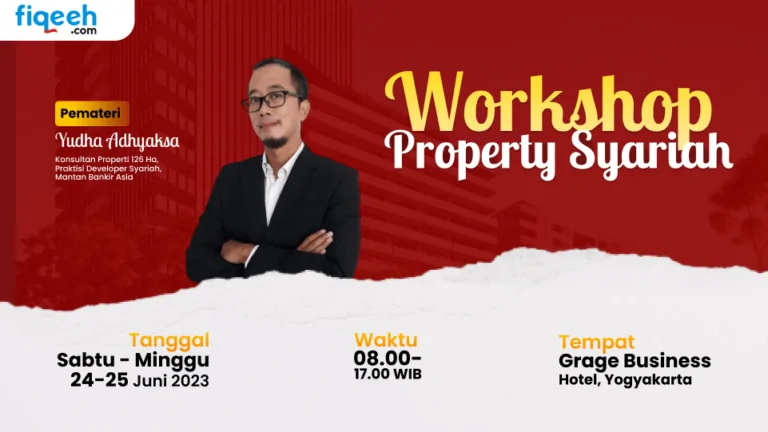 fiqeeh
.com
Pemateri
Yudha Adhyaksa
Konsultan Properti 126 Ha,
Praktisi Developer Syariah,
Mantan Bankir Asia
Workshop
Property Syariah
Tanggal
Sabtu - Minggu
24-25 Juni 2023
Waktu
08.00-
17.00 WIB
Tempat
Grage Business
Hotel, Yogyakarta